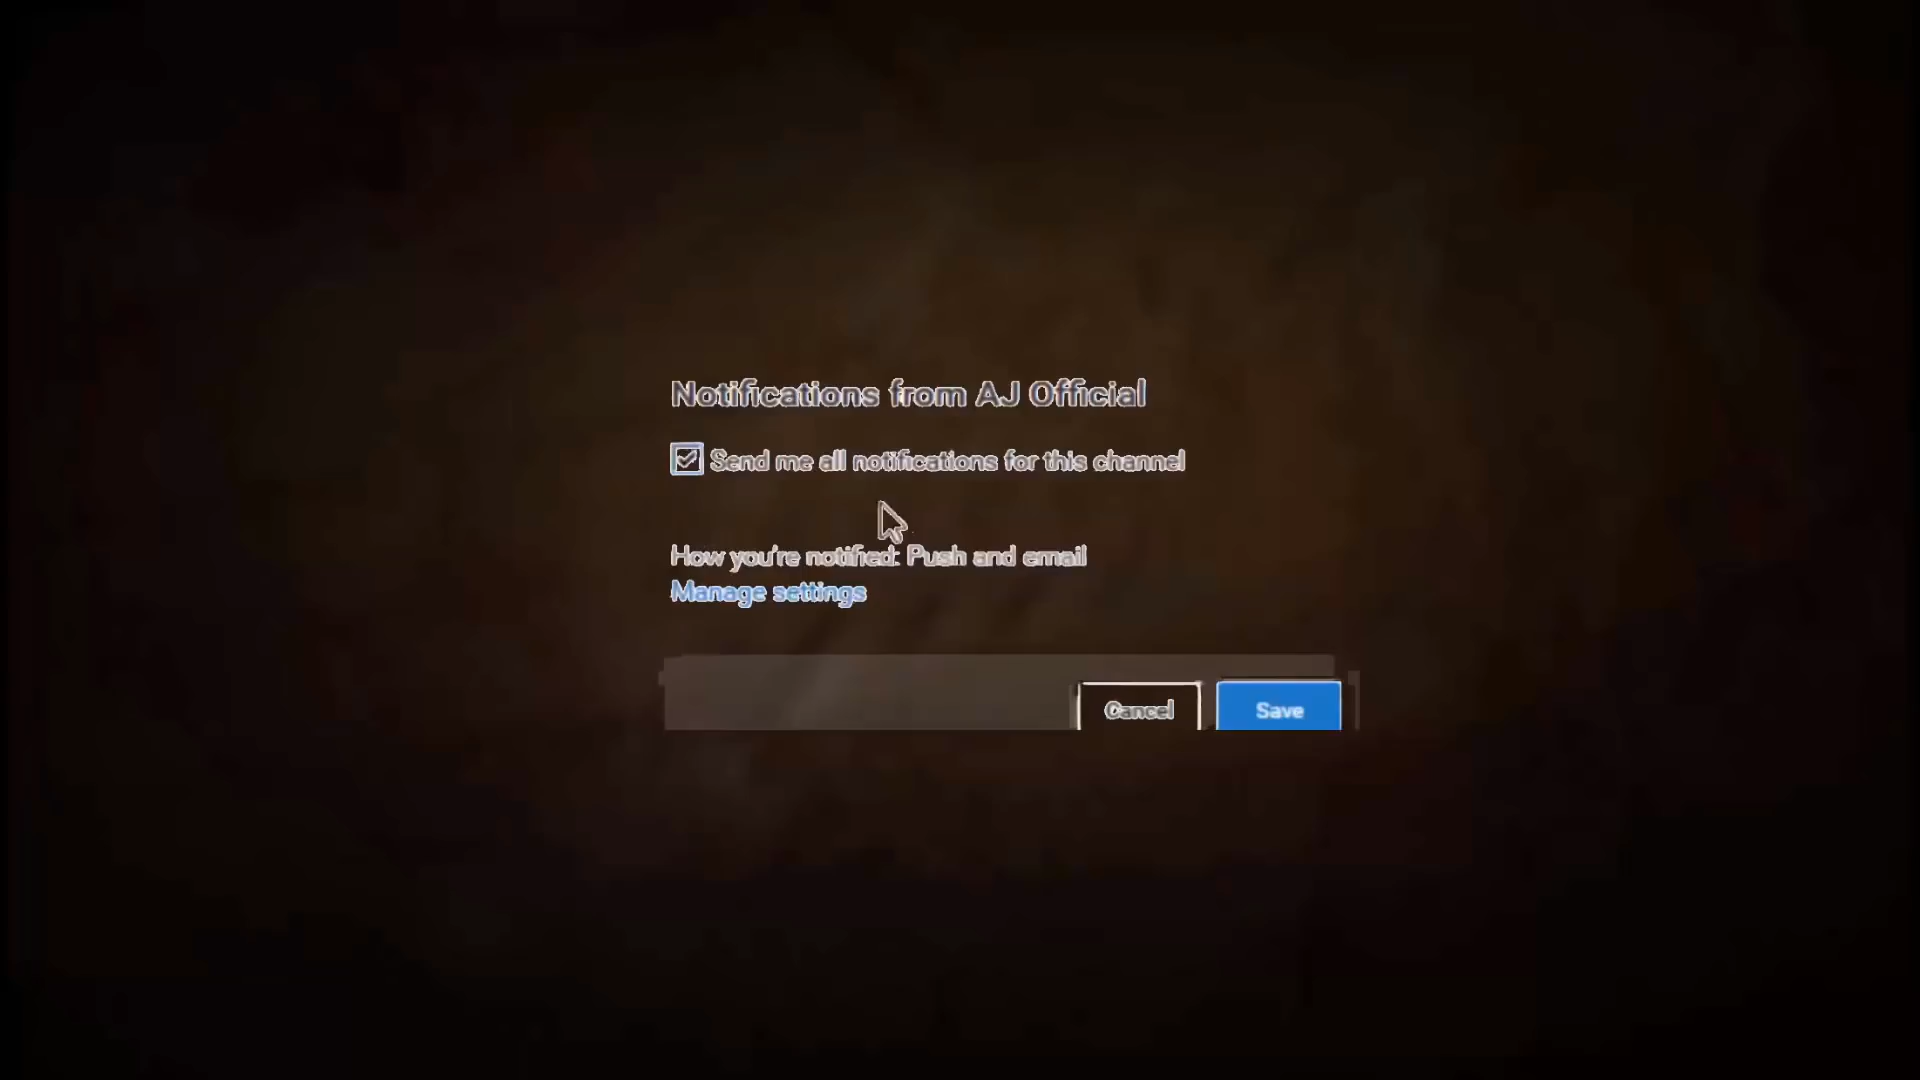 Notifications from AJ Official
Send me all notifications for this channel
How you're notified: Push and email
Manage settings
Cancel
Save